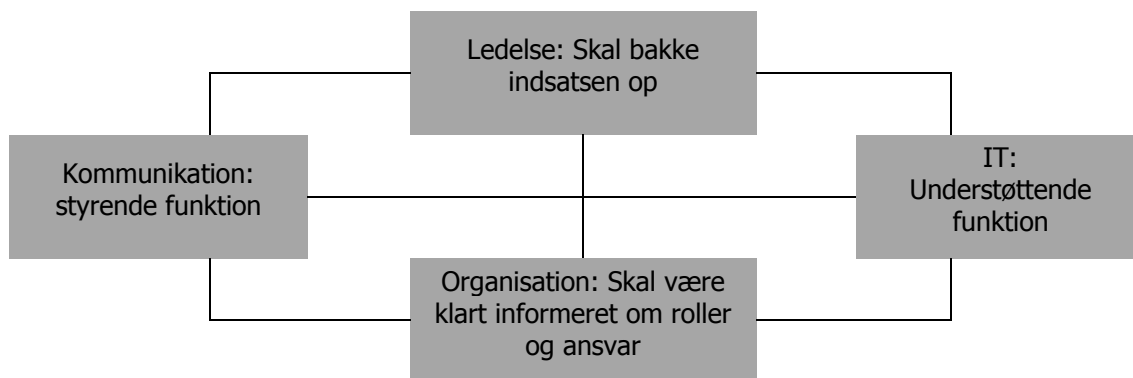 Ledelse: Skal bakke
indsatsen op
Kommunikation:
styrende funktion
IT:
Understøttende
funktion
Organisation: Skal være
klart informeret om roller
og ansvar